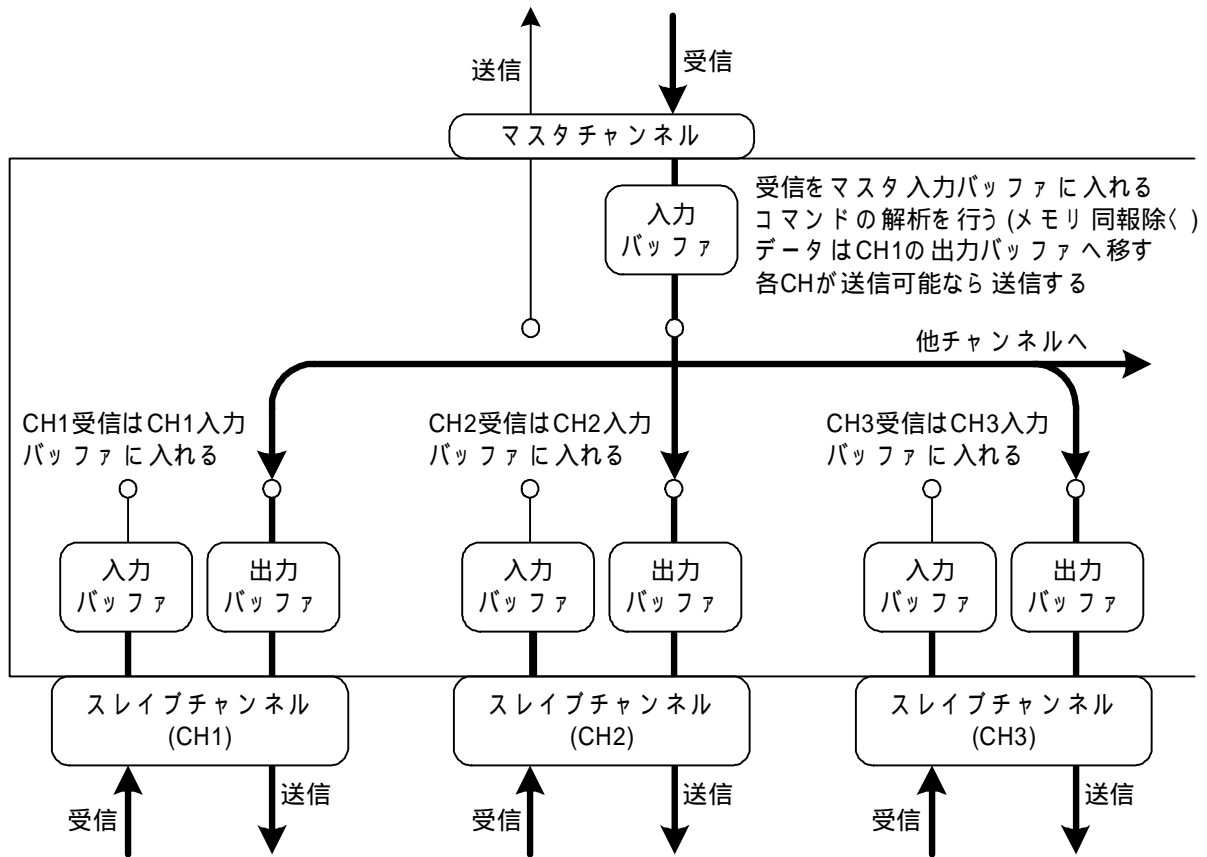 送信
受信
マスタチャンネル
入力
バッファ
受信をマスタ入力バッファに入れる
コマンドの解析を行う(メモリ同報除く)
データはCH1の出力バッファへ移す
各CHが送信可能なら送信する
他チャンネルへ
CH1受信はCH1入力
バッファに入れる
CH2受信はCH2入力
バッファに入れる
CH3受信はCH3入力
バッファに入れる
入力
バッファ
出力
バッファ
入力
バッファ
出力
バッファ
入力
バッファ
出力
バッファ
スレイブチャンネル
(CH1)
スレイブチャンネル
(CH2)
スレイブチャンネル
(CH3)
受信
送信
受信
送信
受信
送信